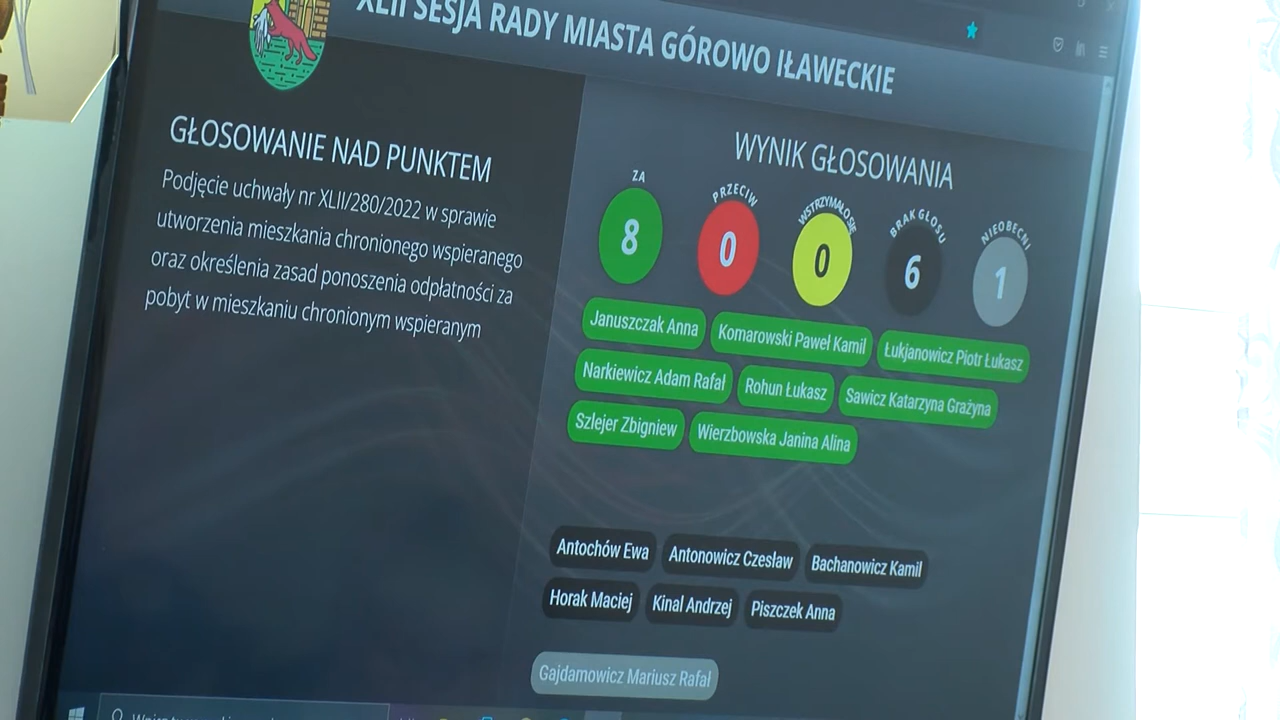 XLII SESJA RADY MIASTA GÓROWO IŁAWECKIE
GŁOSOWANIE NAD PUNKTEM
Podjęcie uchwały nr XLII/280/2022 w sprawie
utworzenia mieszkania chronionego wspieranego
oraz określenia zasad ponoszenia odpłatności za
pobyt w mieszkaniu chronionym wspieranym
WYNIK GŁOSOWANIA
ZA PRZECIW WSTRZYMAŁO SIĘ BRAK GŁOSU NIEOBECNI
8 0 0 6 1
Januszczak Anna Komarowski Paweł Kamil Łukjanowicz Piotr Łukasz
Narkiewicz Adam Rafał Rohun Łukasz Sawicz Katarzyna Grażyna
Szlejer Zbigniew Wierzbowska Janina Alina
Antochów Ewa Antonowicz Czesław Bachanowicz Kamil
Horak Maciej Kinal Andrzej Piszczek Anna
Gajdamowicz Mariusz Rafał